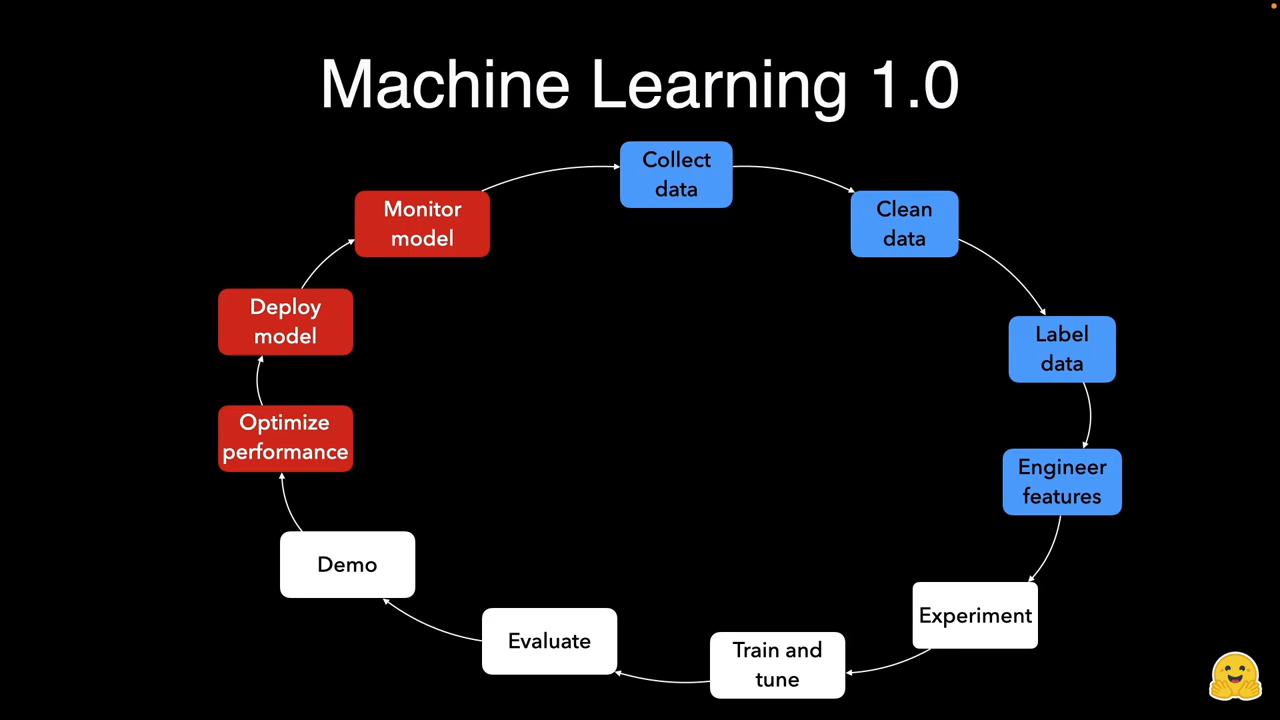 Machine Learning 1.0
Collect
data
Clean
data
Label
data
Engineer
features
Experiment
Train and
tune
Evaluate
Demo
Optimize
performance
Deploy
model
Monitor
model